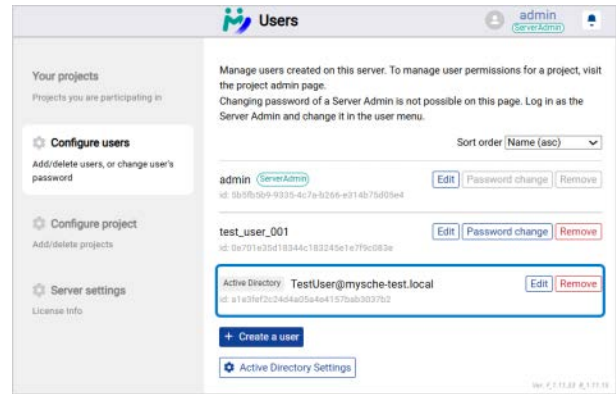 Users
admin
ServerAdmin
Your projects
Projects you are participating in
Configure users
Add/delete users, or change user's
password
Configure project
Add/delete projects
Server settings
License Info
Manage users created on this server. To manage user permissions for a project, visit
the project admin page.
Changing password of a Server Admin is not possible on this page. Log in as the
Server Admin and change it in the user menu.
Sort order Name (asc)
admin ServerAdmin Edit Password change Remove
id: 5b5fb5b9-9335-4c7a-b266-e314b75d05e4
test_user_001 Edit Password change Remove
id: 0e701e35d18344c183245e1e7f9c083e
Active Directory TestUser@mysche-test.local Edit Remove
id: a1e3fef2c24d4a05a4e4157bab3037b2
+ Create a user
Active Directory Settings